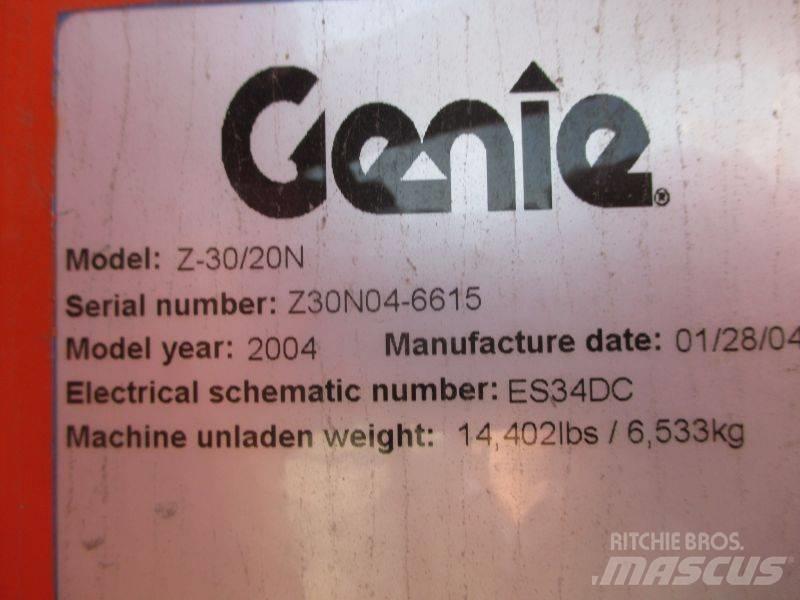 Genie®
Model: Z-30/20N
Serial number: Z30N04-6615
Model year: 2004 Manufacture date: 01/28/04
Electrical schematic number: ES34DC
Machine unladen weight: 14,402lbs / 6,533kg
RITCHIE BROS.
MASCUS